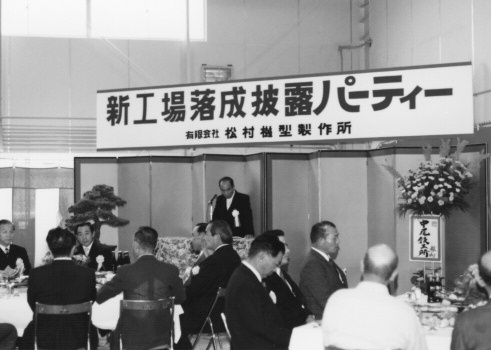 新工場落成披露パーティー
有限会社 松村機型製作所